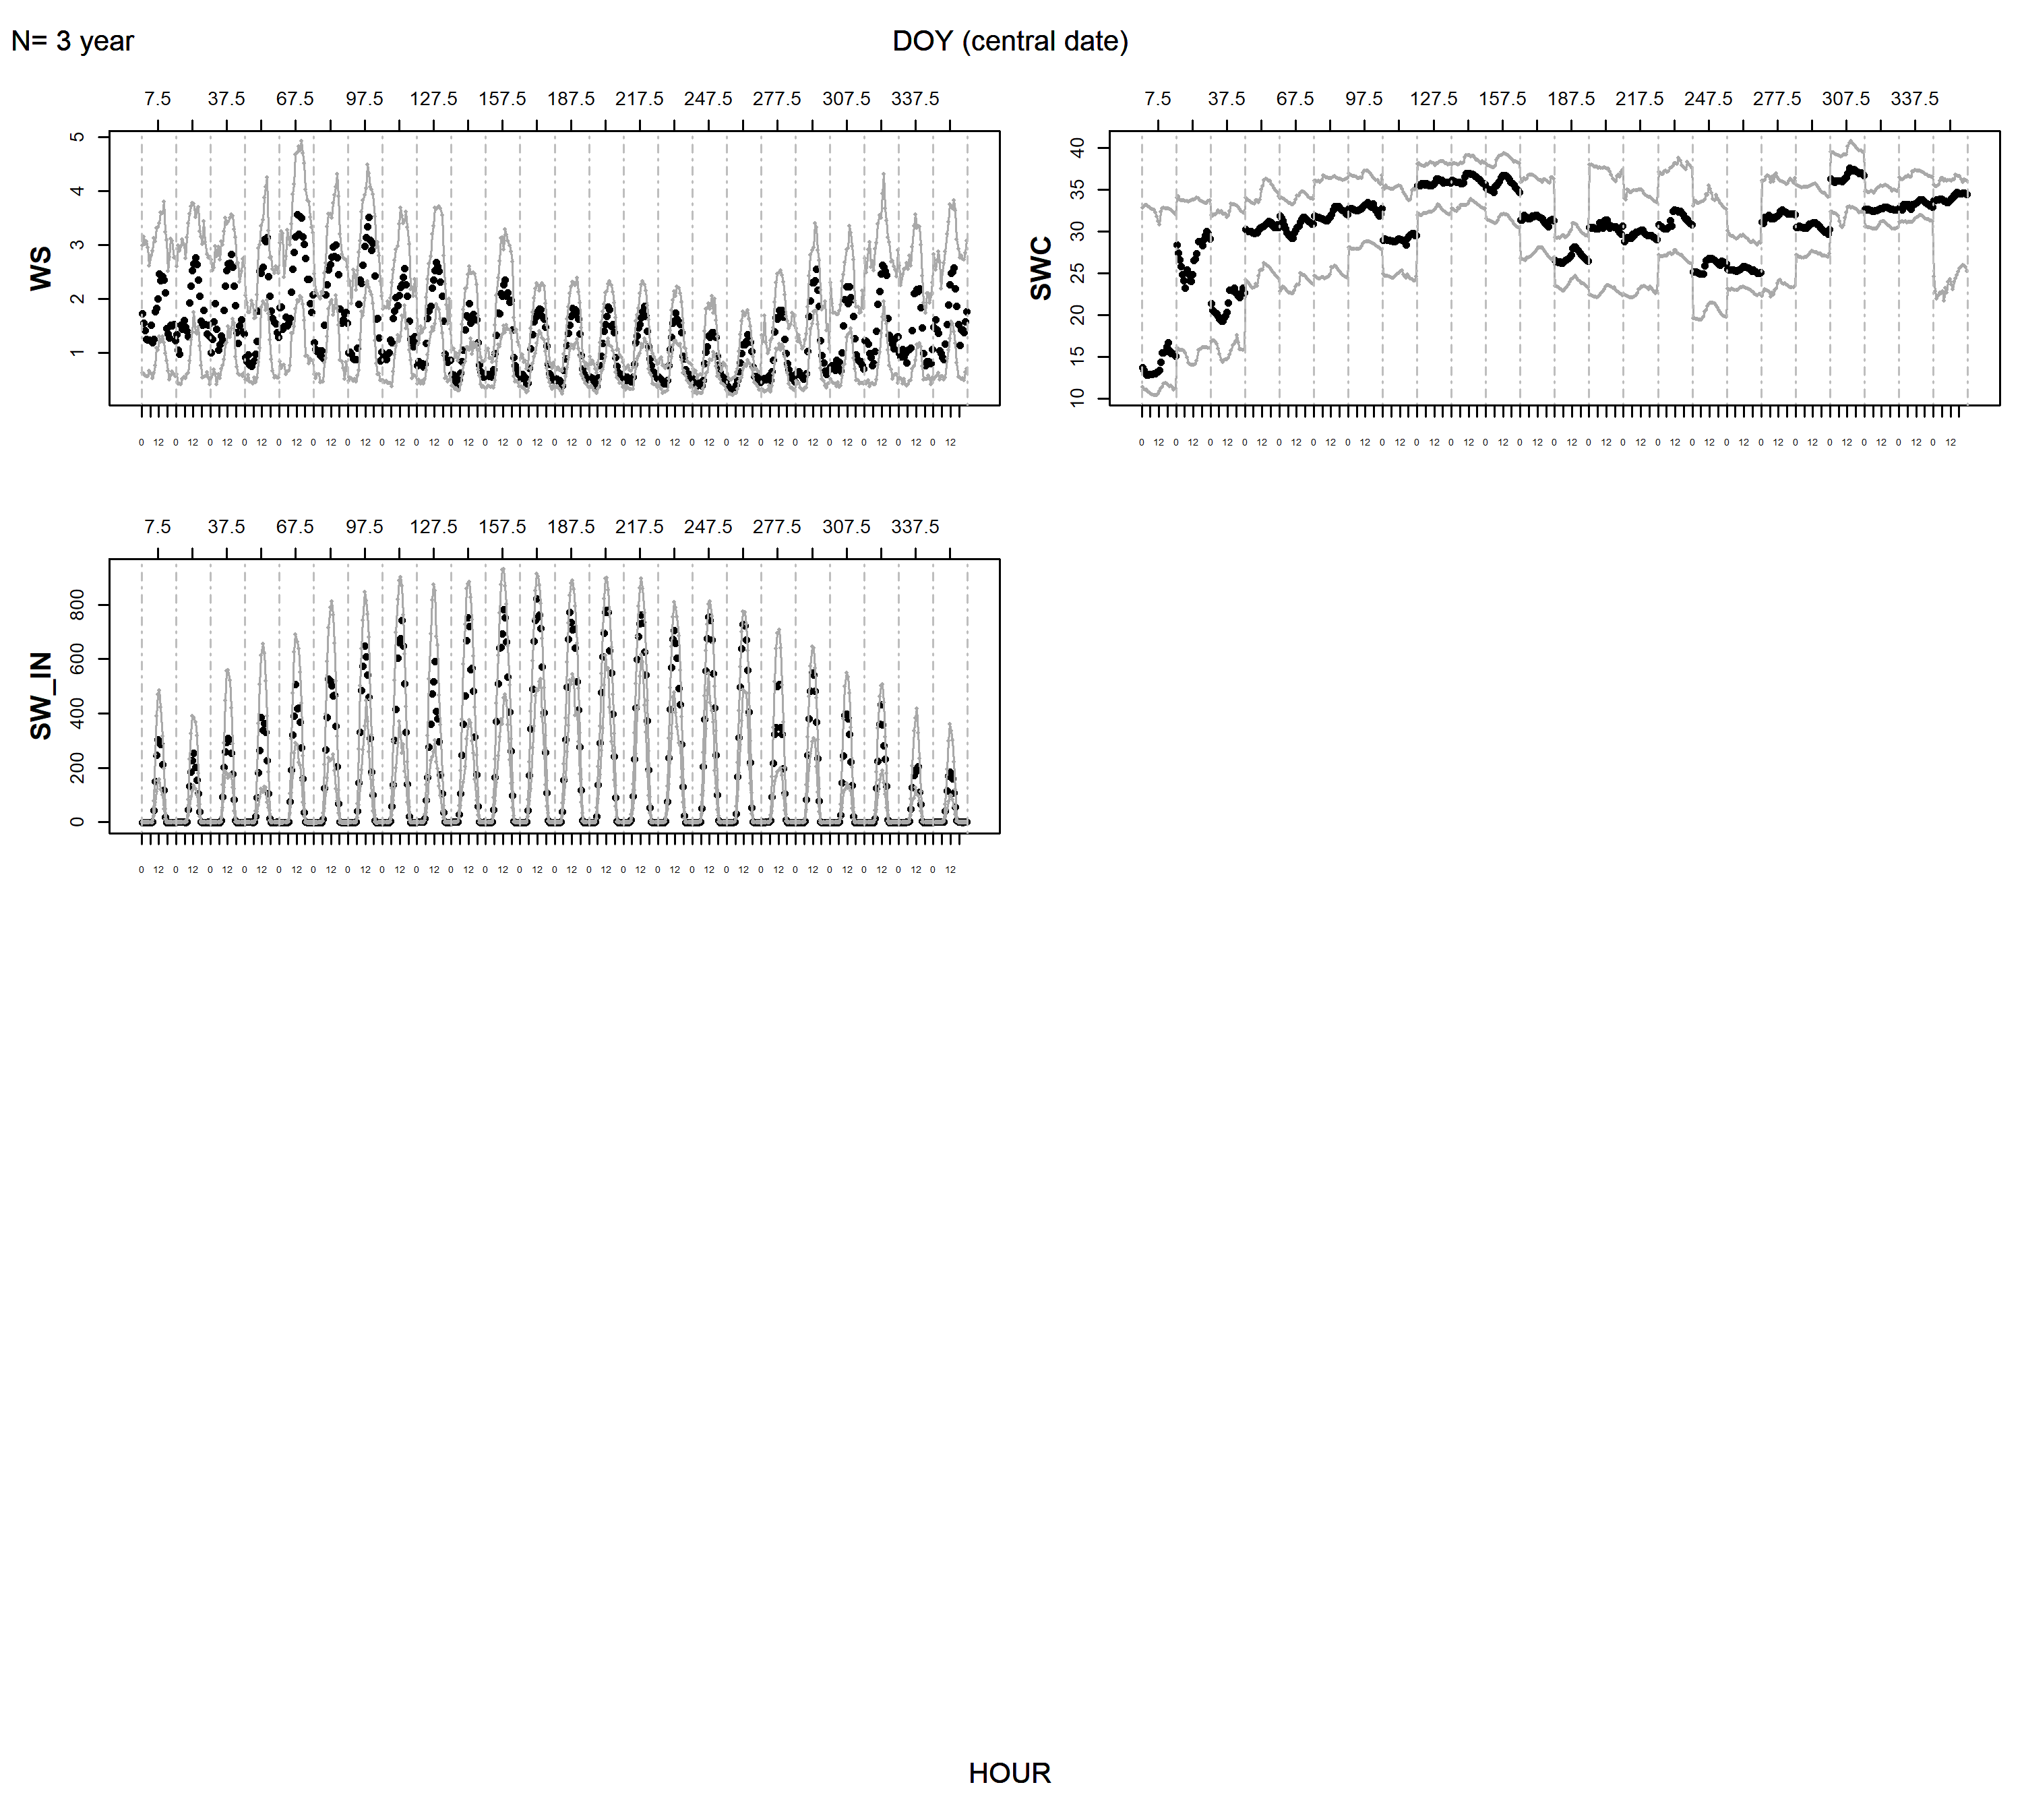 N= 3 year
DOY (central date)
7.5 37.5 67.5 97.5 127.5 157.5 187.5 217.5 247.5 277.5 307.5 337.5
WS
5
4
3
2
1
0 12 0 12 0 12 0 12 0 12 0 12 0 12 0 12 0 12 0 12 0 12 0 12 0 12 0 12 0 12 0 12 0 12 0 12 0 12 0 12 0 12 0 12 0 12 0 12
7.5 37.5 67.5 97.5 127.5 157.5 187.5 217.5 247.5 277.5 307.5 337.5
SWC
40
35
30
25
20
15
10
0 12 0 12 0 12 0 12 0 12 0 12 0 12 0 12 0 12 0 12 0 12 0 12 0 12 0 12 0 12 0 12 0 12 0 12 0 12 0 12 0 12 0 12 0 12 0 12
7.5 37.5 67.5 97.5 127.5 157.5 187.5 217.5 247.5 277.5 307.5 337.5
SW_IN
800
600
400
200
0
0 12 0 12 0 12 0 12 0 12 0 12 0 12 0 12 0 12 0 12 0 12 0 12 0 12 0 12 0 12 0 12 0 12 0 12 0 12 0 12 0 12 0 12 0 12 0 12
HOUR